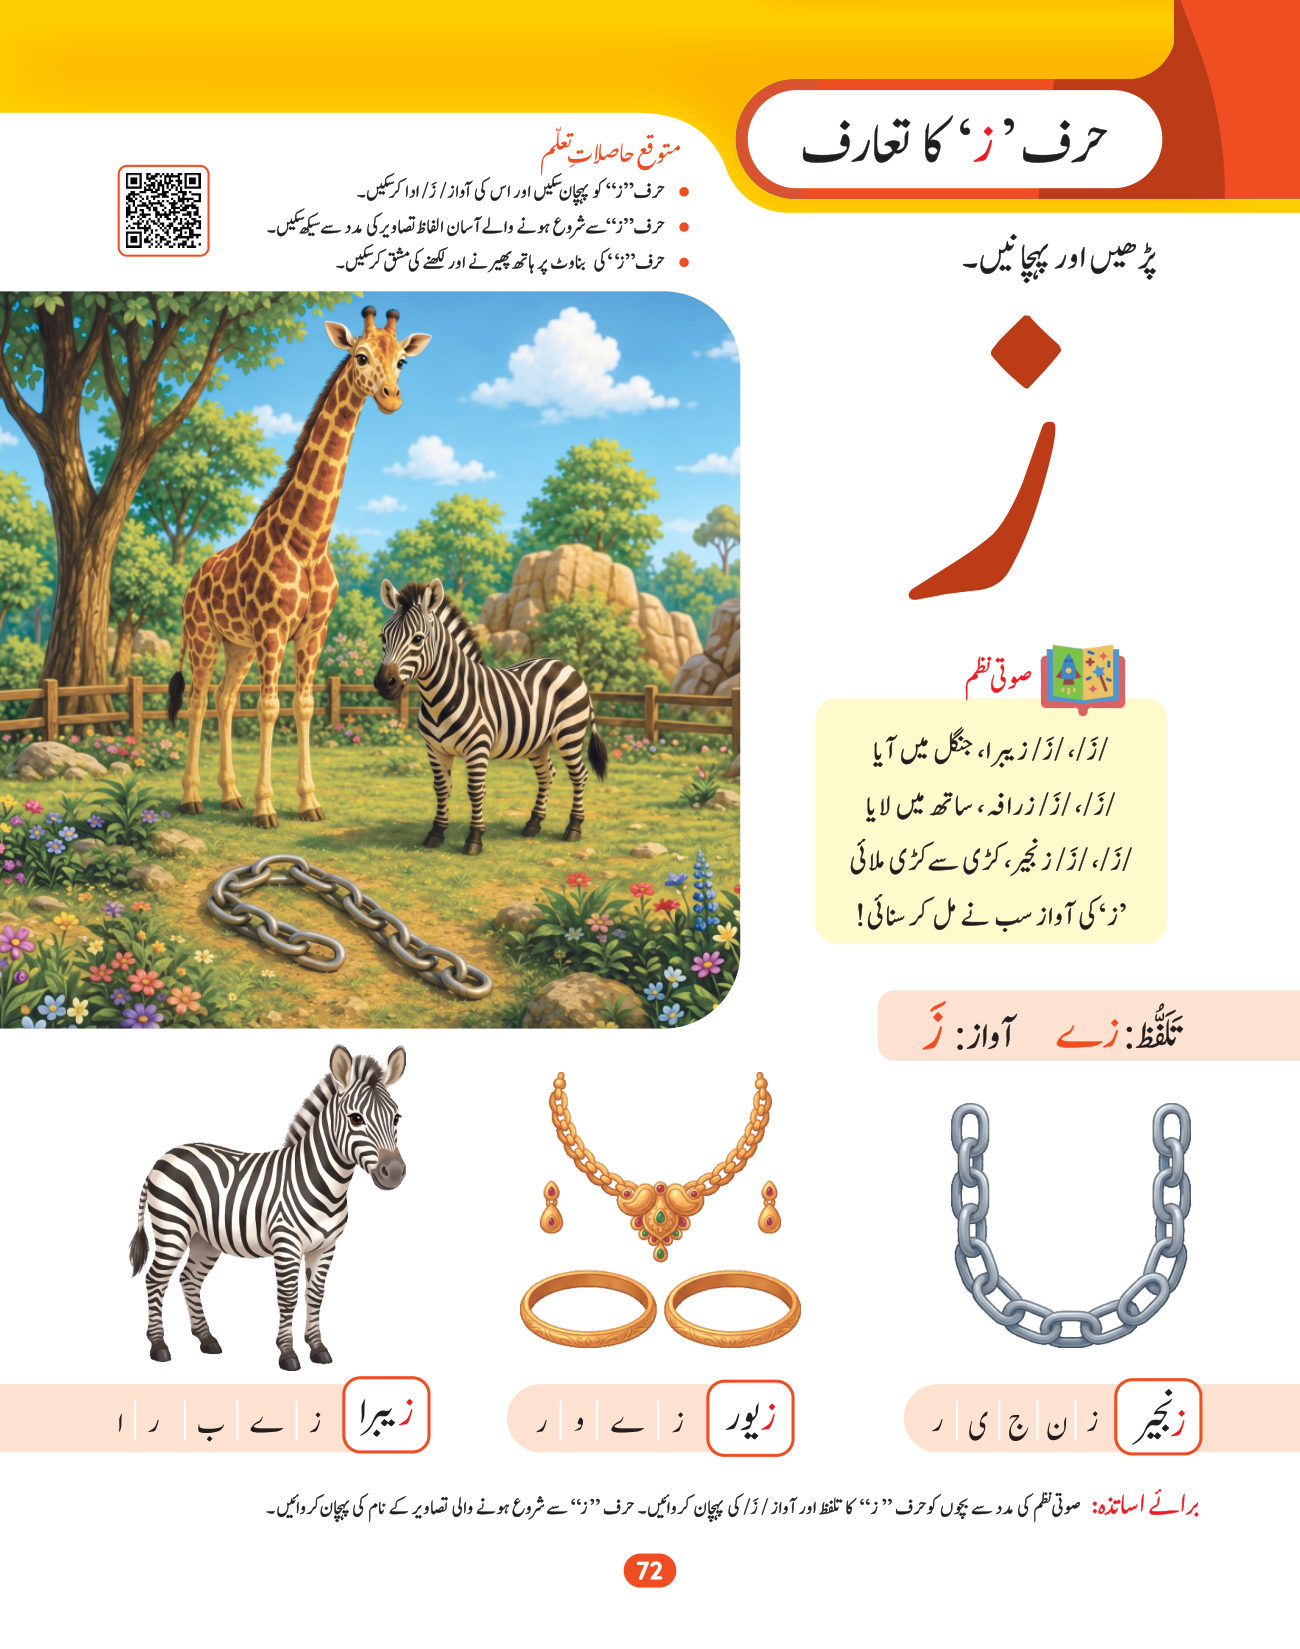 حرف ’ز‘ کا تعارف
متوقع حاصلاتِ تعلّم
حرف ”ز“ کو پہچان سکیں اور اس کی آواز /زَ/ ادا کر سکیں۔
حرف ”ز“ سے شروع ہونے والے آسان الفاظ تصاویر کی مدد سے سیکھ سکیں۔
حرف ”ز“ کی بناوٹ پر ہاتھ پھیرنے اور لکھنے کی مشق کر سکیں۔
پڑھیں اور پہچانیں۔
ز
صوتی نظم
/زَ/، /زَ/ زیبرا، جنگل میں آیا
/زَ/، /زَ/ زرافہ، ساتھ میں لایا
/زَ/، /زَ/ زنجیر، کڑی سے کڑی ملائی
’ز‘ کی آواز سب نے مل کر سنائی!
تَلَفُّظ: زے آواز: زَ
زنجیر ز ن ج ی ر
زیور ز ے و ر
زیبرا ز ے ب ر ا
برائے اساتذہ: صوتی نظم کی مدد سے بچوں کو حرف ”ز“ کا تلفظ اور آواز /زَ/ کی پہچان کروائیں۔ حرف ”ز“ سے شروع ہونے والی تصاویر کے نام کی پہچان کروائیں۔
72